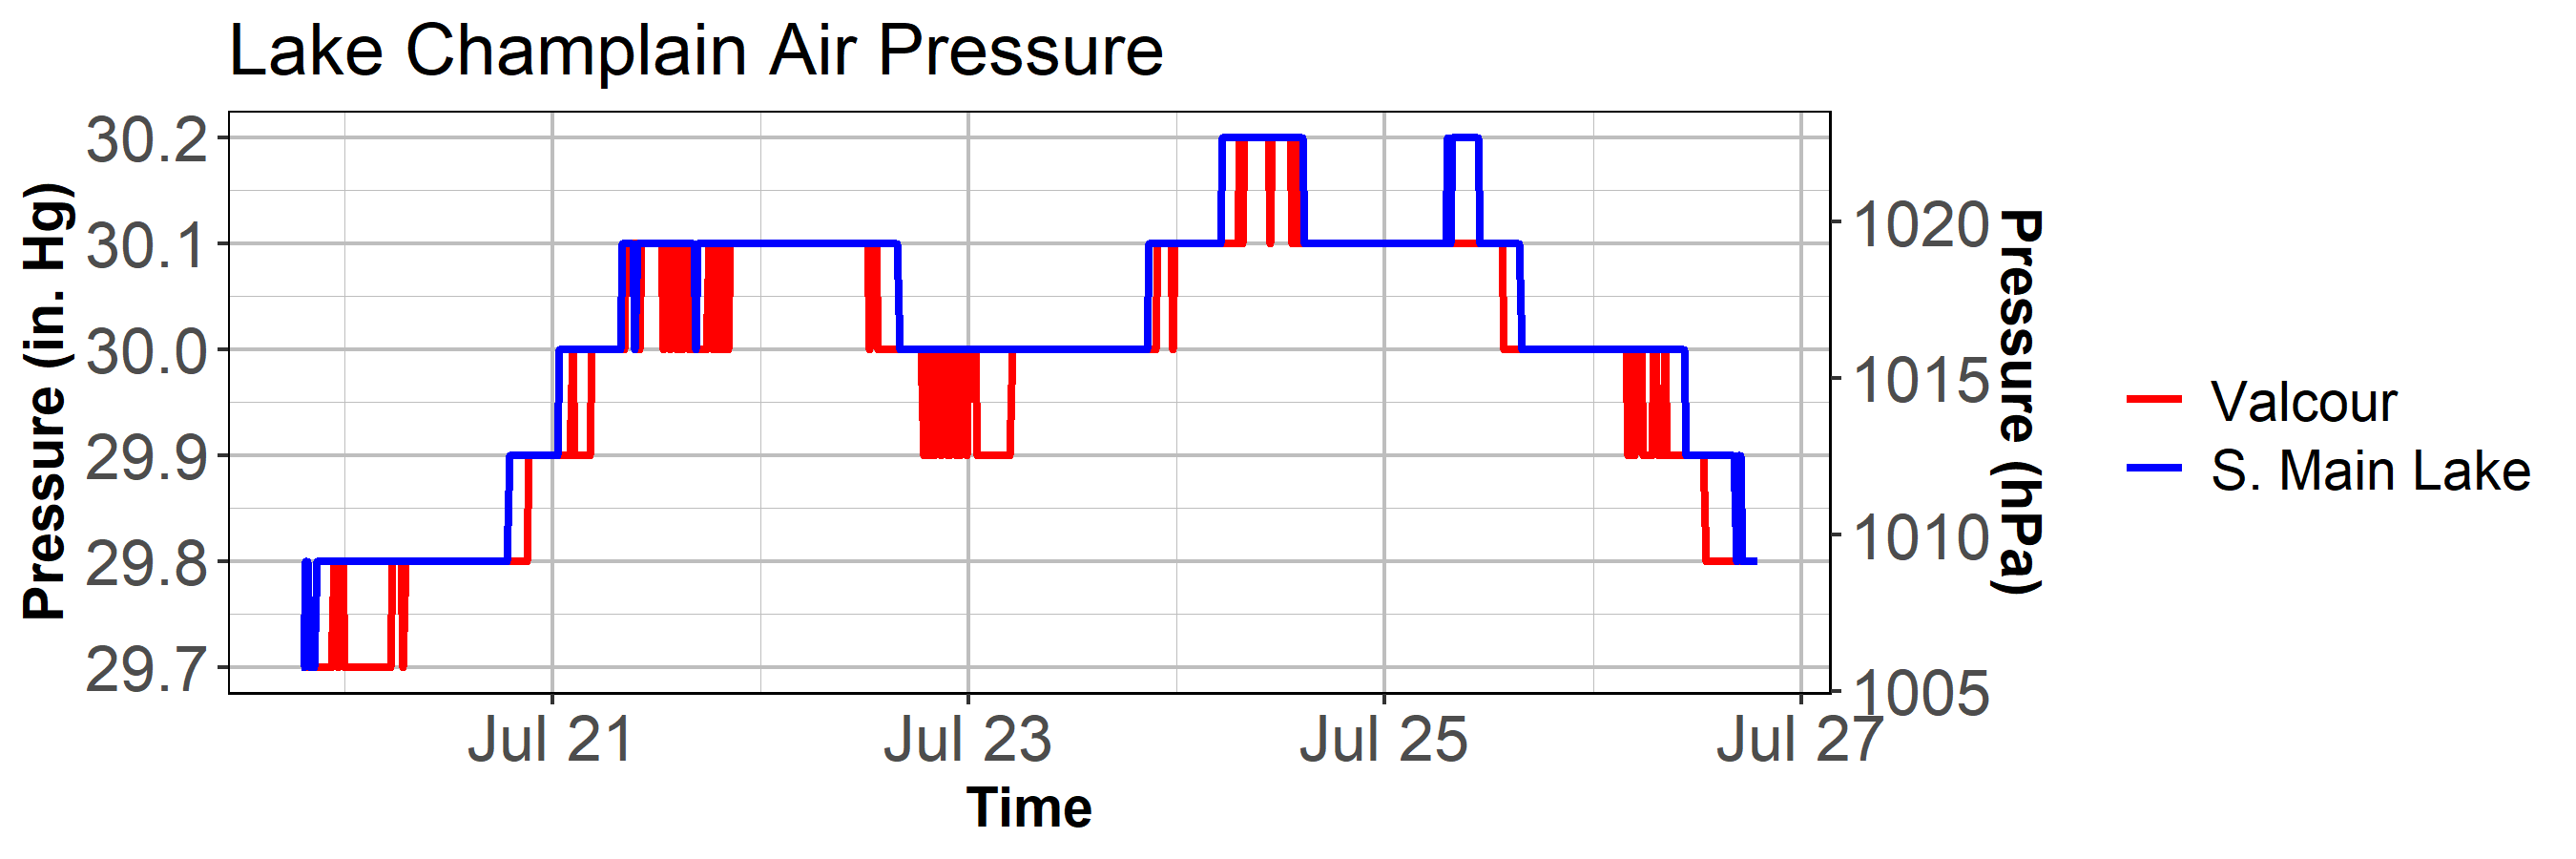 Lake Champlain Air Pressure
Pressure (in. Hg)
30.2
30.1
30.0
29.9
29.8
29.7
1020
1015
1010
1005
Pressure (hPa)
Jul 21
Jul 23
Jul 25
Jul 27
Time
Valcour
S. Main Lake